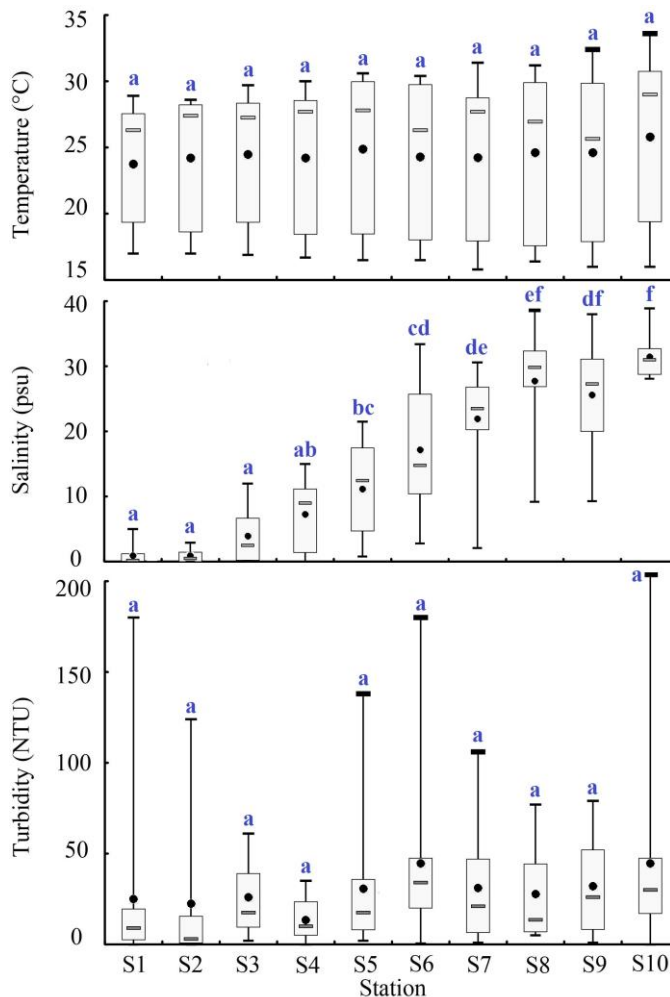 35
a a a a a a a a a a
30
25
20
15
Temperature (°C)
40
a a a ab bc cd de ef df f
30
20
10
0
Salinity (psu)
200
a a a a a a a a a a
150
100
50
0
Turbidity (NTU)
S1 S2 S3 S4 S5 S6 S7 S8 S9 S10
Station